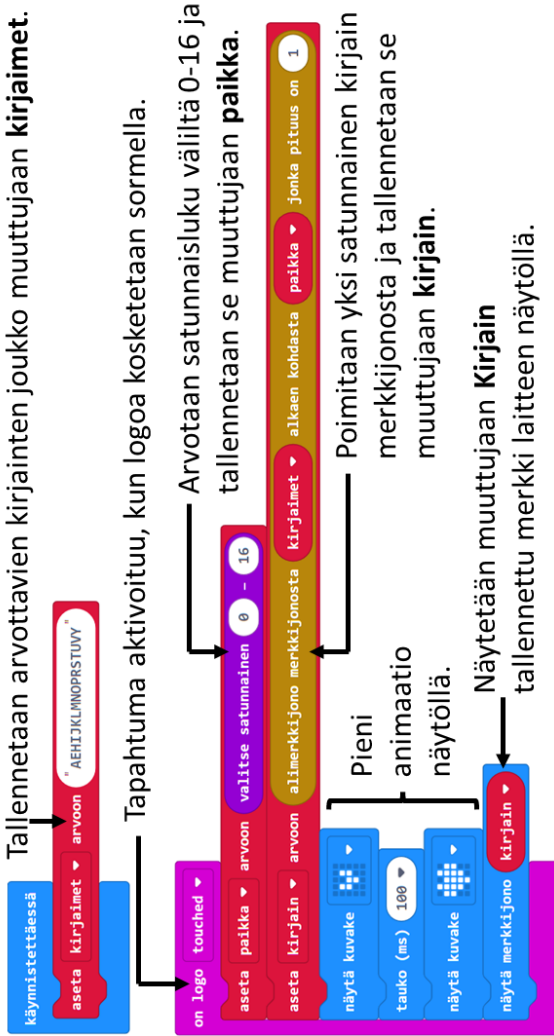 Tallennetaan arvottavien kirjainten joukko muuttujaan kirjaimet.
käynnistettäessä
aseta kirjaimet arvoon "AEHIJKLMNOPRSTUVY"
Tapahtuma aktivoituu, kun logoa kosketetaan sormella.
on logo touched
Arvotaan satunnaisluku väliltä 0-16 ja
tallennetaan se muuttujaan paikka.
aseta paikka arvoon valitse satunnainen 0 - 16
aseta kirjain arvoon alimerkkijono merkkijonosta kirjaimet alkaen kohdasta paikka jonka pituus on 1
Poimitaan yksi satunnainen kirjain
merkkijonosta ja tallennetaan se
muuttujaan kirjain.
näytä kuvake
tauko (ms) 100
näytä kuvake
Pieni
animaatio
näytöllä.
näytä merkkijono kirjain
Näytetään muuttujaan Kirjain
tallennettu merkki laitteen näytöllä.